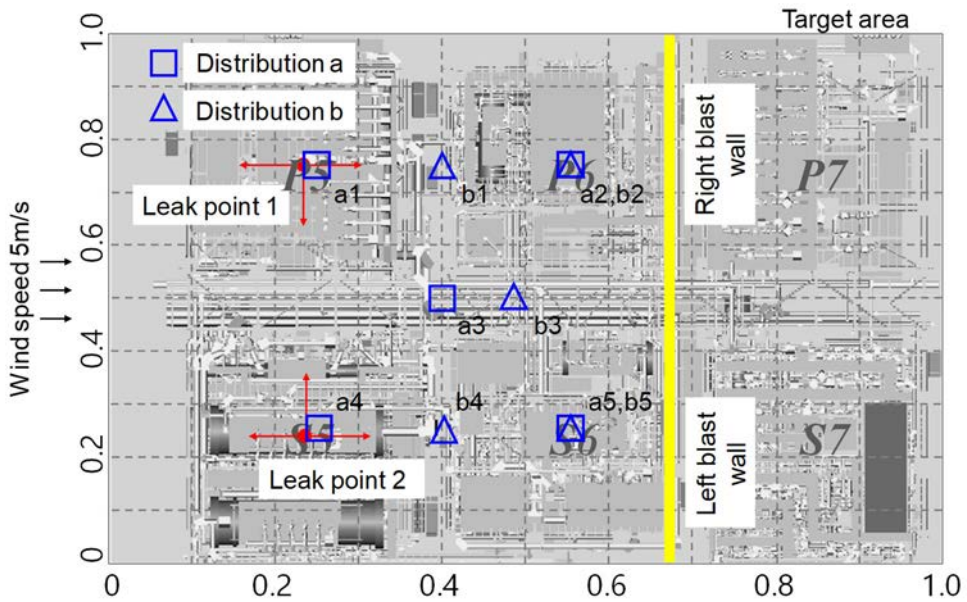 Target area
1.0
Distribution a
Distribution b
0.8
P5
P6
P7
a1
b1
a2,b2
Leak point 1
Right blast
wall
0.6
Wind speed 5m/s
a3
b3
0.4
a4
b4
a5,b5
S5
S6
S7
0.2
Leak point 2
Left blast
wall
0
0
0.2
0.4
0.6
0.8
1.0